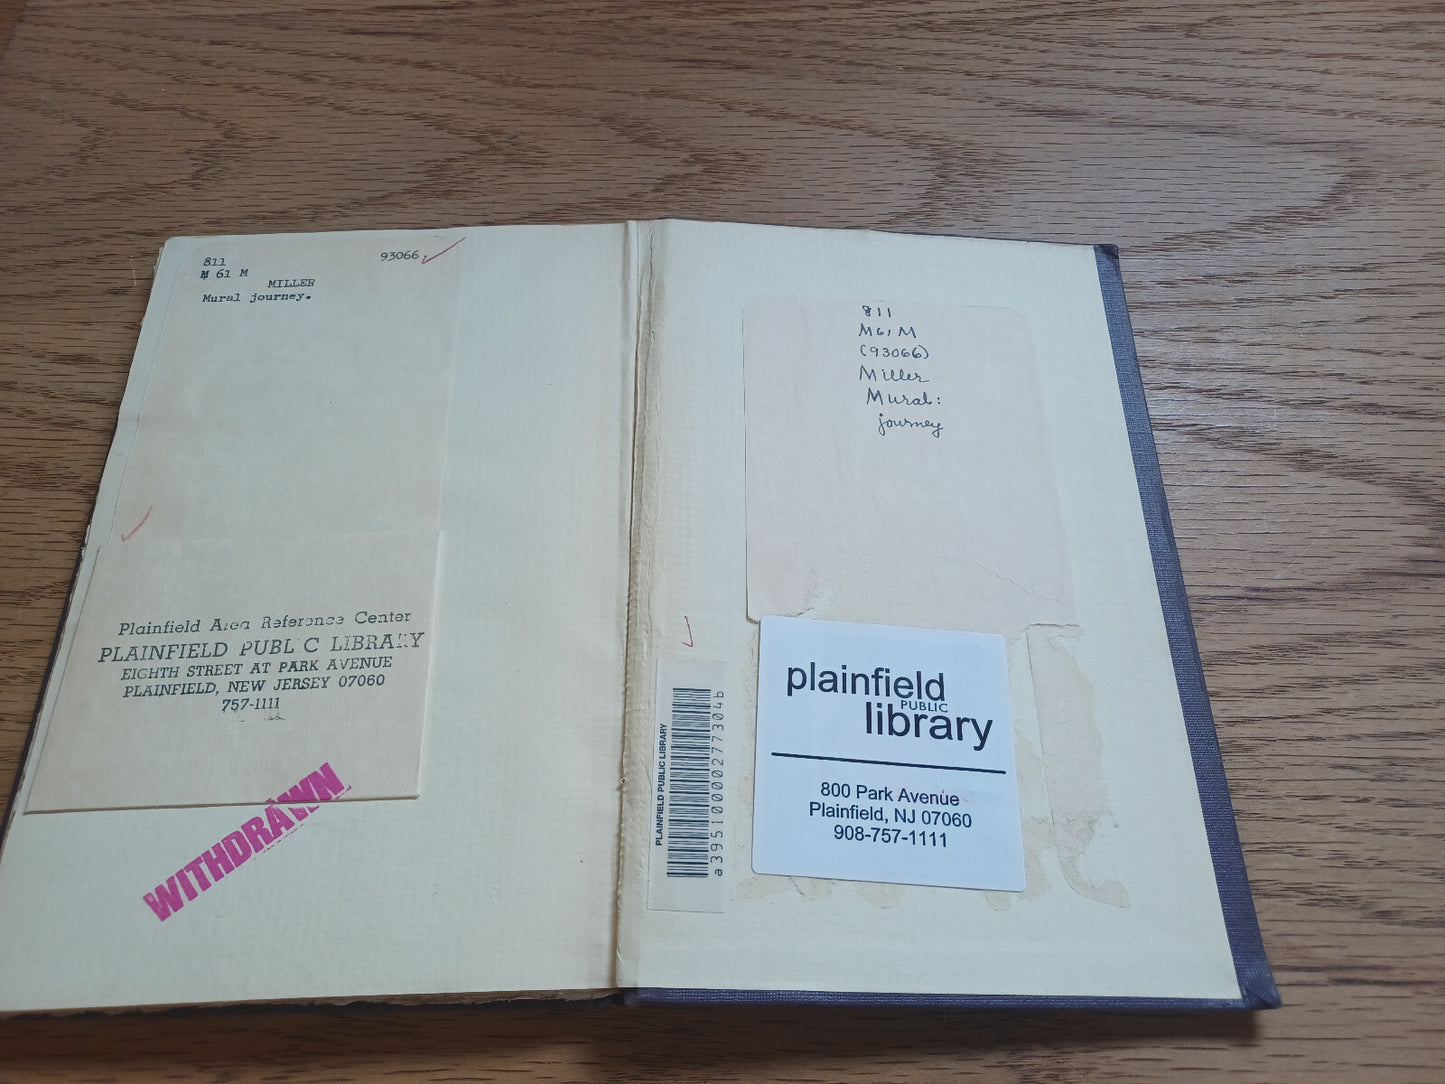 811
93066
M 61 M
MILLER
Mural journey.
Plainfield Area Reference Center
PLAINFIELD PUBLIC LIBRARY
EIGHTH STREET AT PARK AVENUE
PLAINFIELD, NEW JERSEY 07060
757-1111
WITHDRAWN
811
M61 M
(93066)
Miller
Mural:
journey
PLAINFIELD PUBLIC LIBRARY
a39510000277304b
plainfield
PUBLIC
library
800 Park Avenue
Plainfield, NJ 07060
908-757-1111